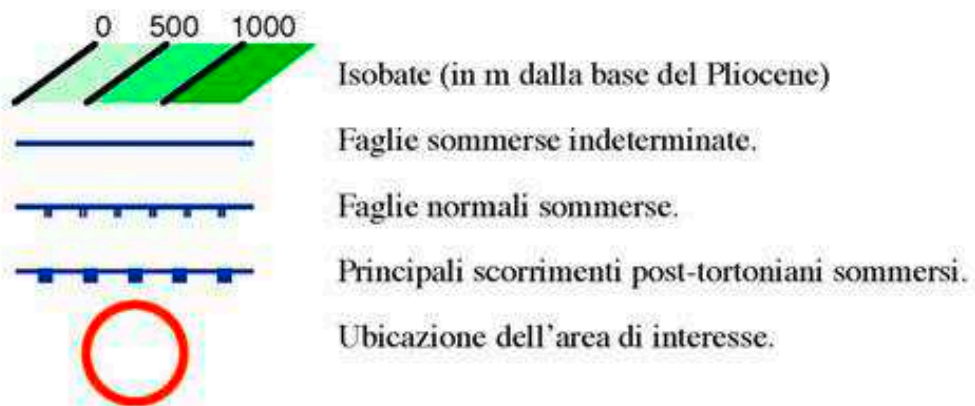 0 500 1000
Isobate (in m dalla base del Pliocene)
Faglie sommerse indeterminate.
Faglie normali sommerse.
Principali scorrimenti post-tortoniani sommersi.
Ubicazione dell'area di interesse.